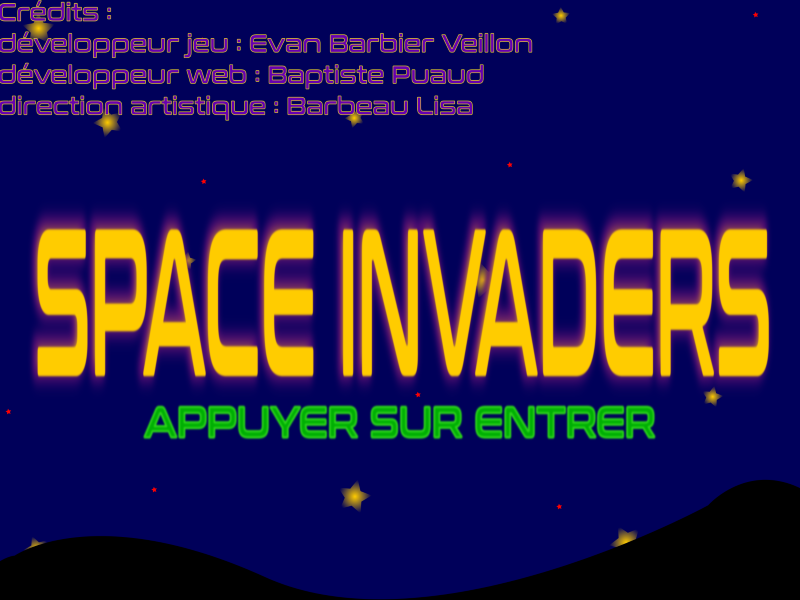 Crédits :
développeur jeu : Evan Barbier Veillon
développeur web : Baptiste Puaud
direction artistique : Barbeau Lisa
SPACE INVADERS
APPUYER SUR ENTRER